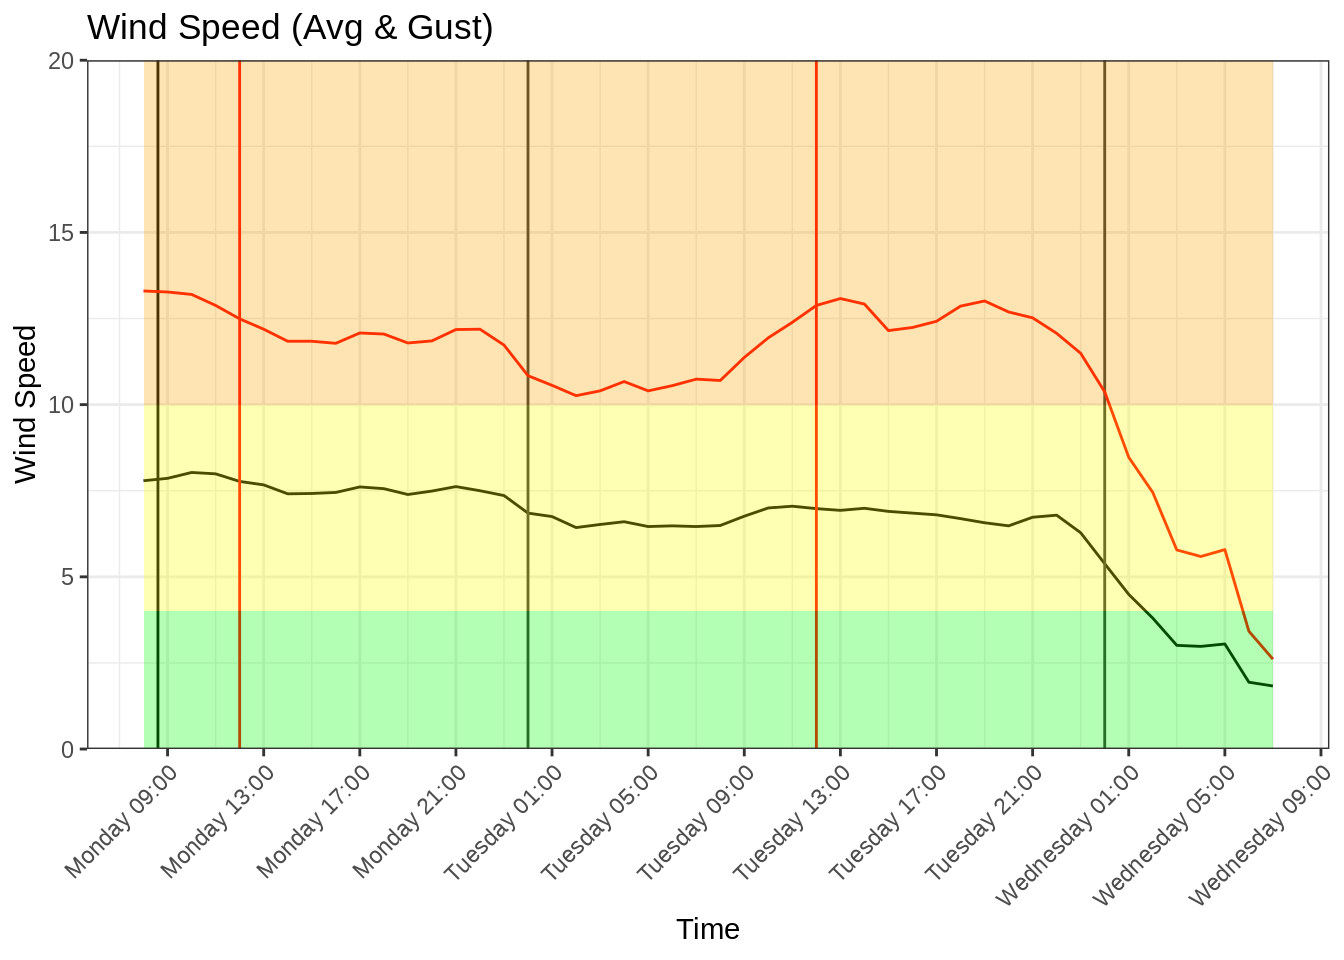 Wind Speed (Avg & Gust)
Wind Speed
20
15
10
5
0
Monday 09:00
Monday 13:00
Monday 17:00
Monday 21:00
Tuesday 01:00
Tuesday 05:00
Tuesday 09:00
Tuesday 13:00
Tuesday 17:00
Tuesday 21:00
Wednesday 01:00
Wednesday 05:00
Wednesday 09:00
Time